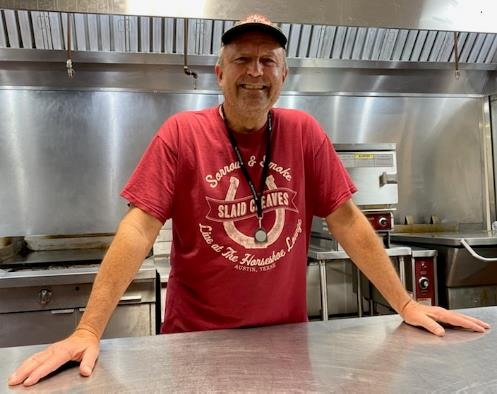 Sorrow & Smoke
SLAID CLEAVES
Live at The Horseshoe Lounge
AUSTIN, TEXAS